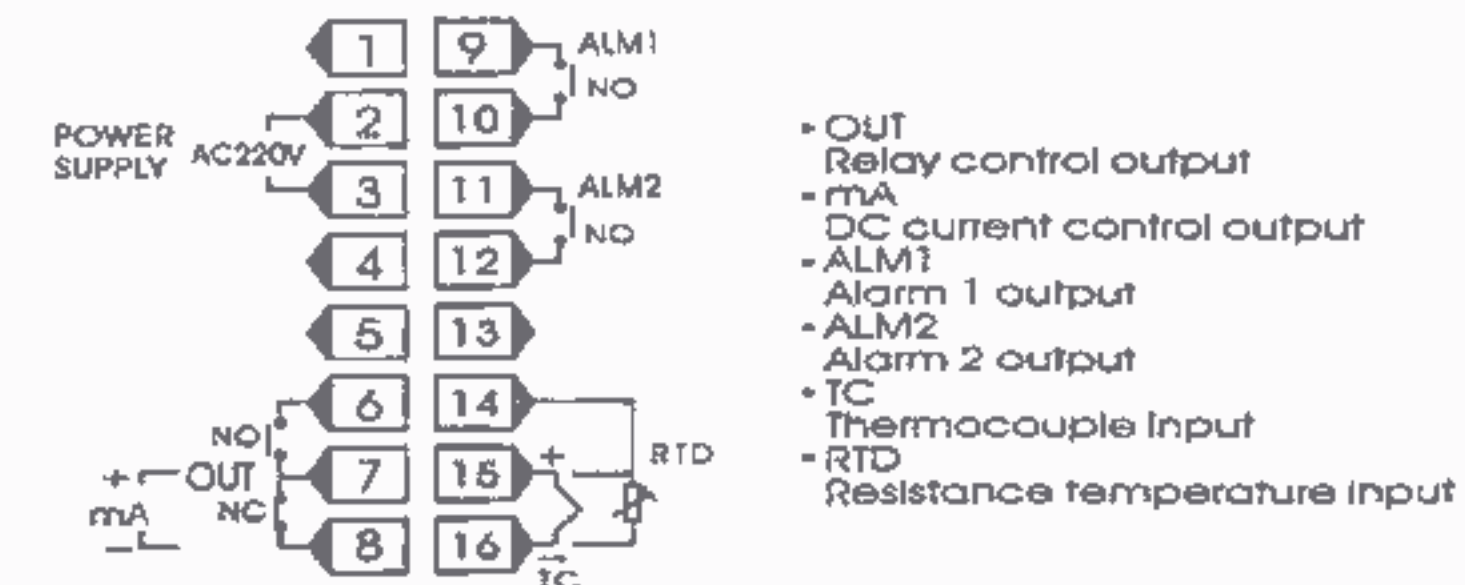 1 9 ALM1
NO
2 10
POWER
SUPPLY AC220V
3 11 ALM2
NO
4 12
5 13
6 14
NO
RTD
+ OUT 7 15 +
mA NC
− 8 16 −
TC
- OUT
Relay control output
- mA
DC current control output
- ALM1
Alarm 1 output
- ALM2
Alarm 2 output
- TC
Thermocouple input
- RTD
Resistance temperature input